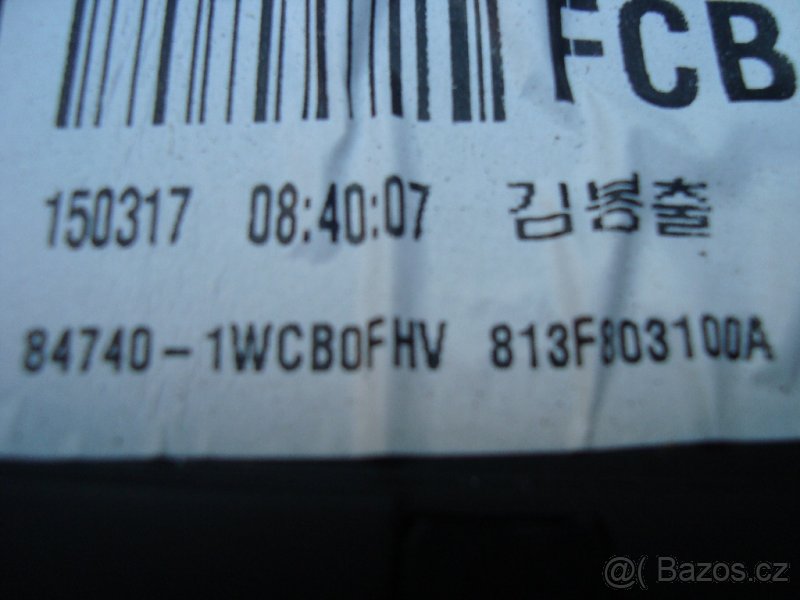 FCB
150317 08:40:07 김봉출
84740-1WCB0FHV 813F803100A
@( Bazos.cz